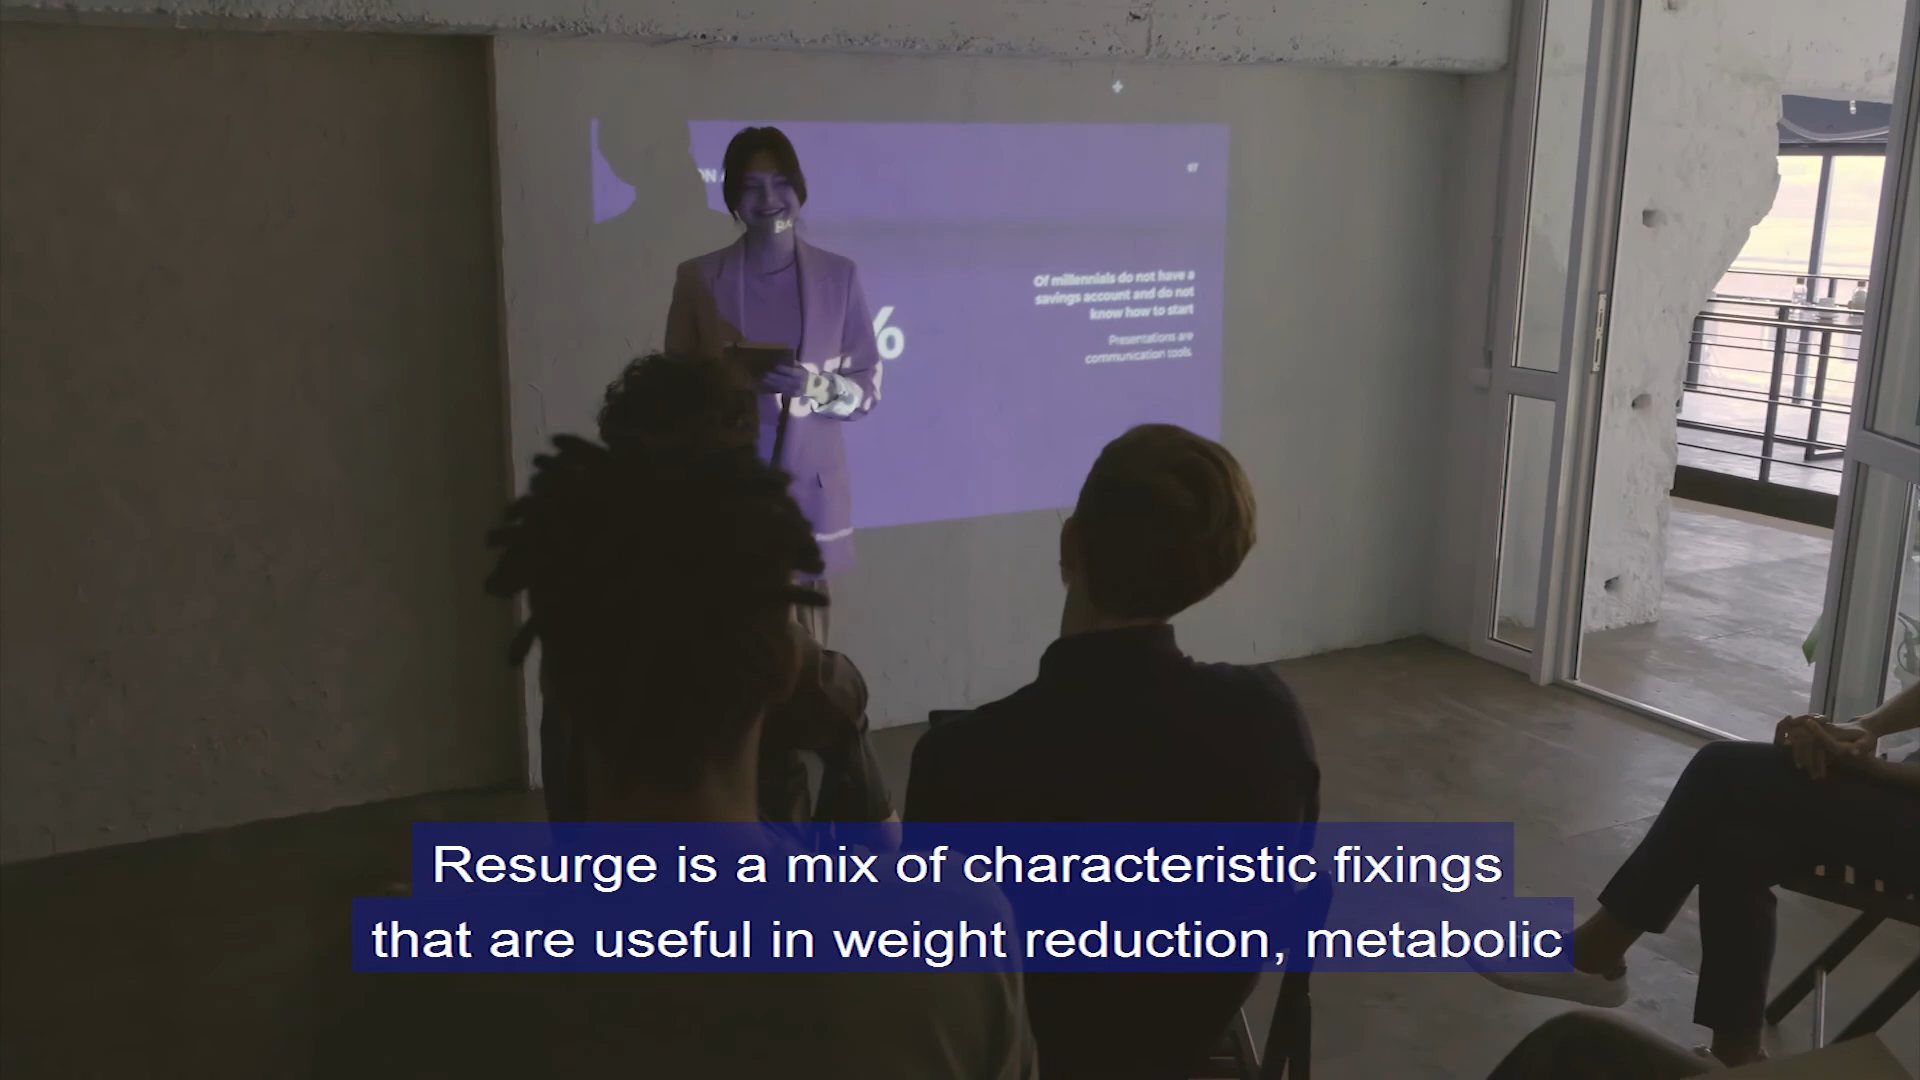 67
%
Of millennials do not have a
savings account and do not
know how to start
Presentations are
communication tools.
Resurge is a mix of characteristic fixings
that are useful in weight reduction, metabolic